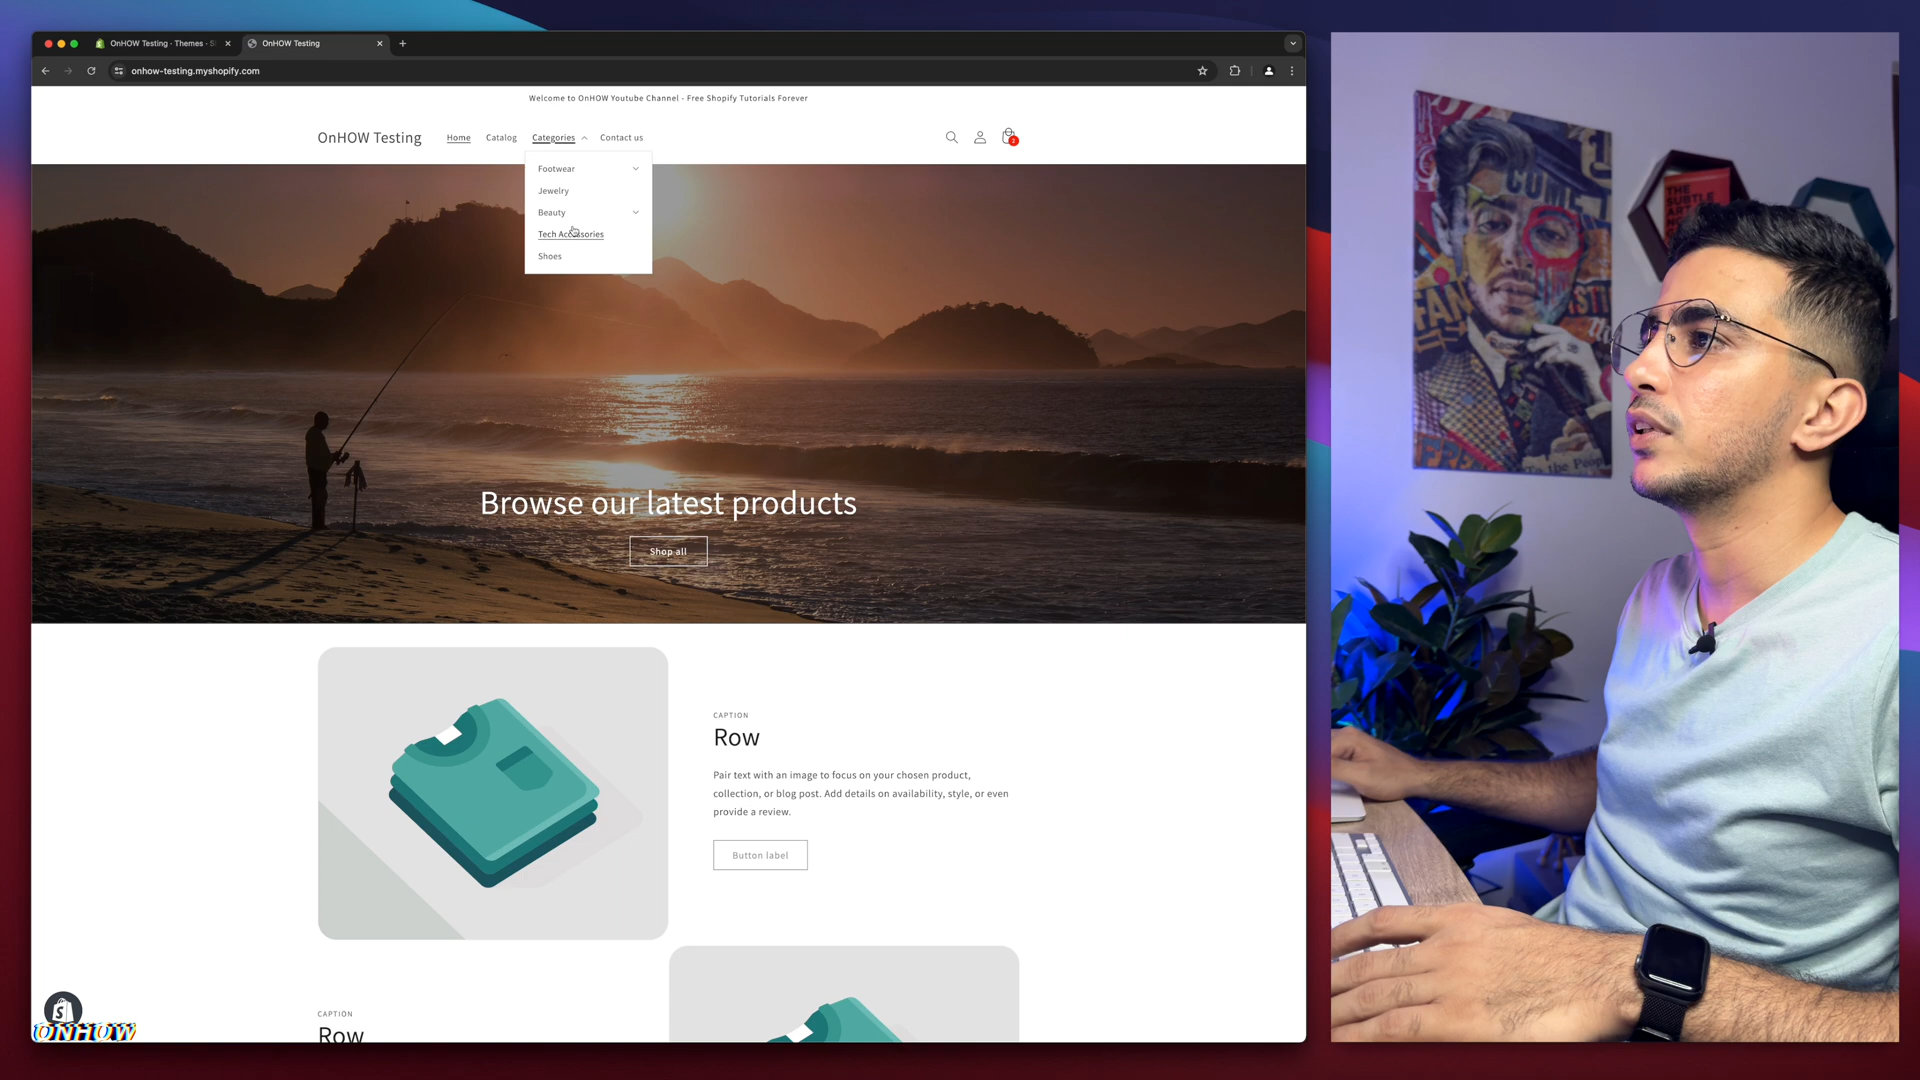 OnHOW Testing - Themes - S
OnHOW Testing
onhow-testing.myshopify.com
Welcome to OnHOW Youtube Channel - Free Shopify Tutorials Forever
OnHOW Testing
Home
Catalog
Categories
Contact us
Footwear
Jewelry
Beauty
Tech Accessories
Shoes
Browse our latest products
Shop all
CAPTION
Row
Pair text with an image to focus on your chosen product,
collection, or blog post. Add details on availability, style, or even
provide a review.
Button label
CAPTION
Row
ONHOW
THE
SUBTLE